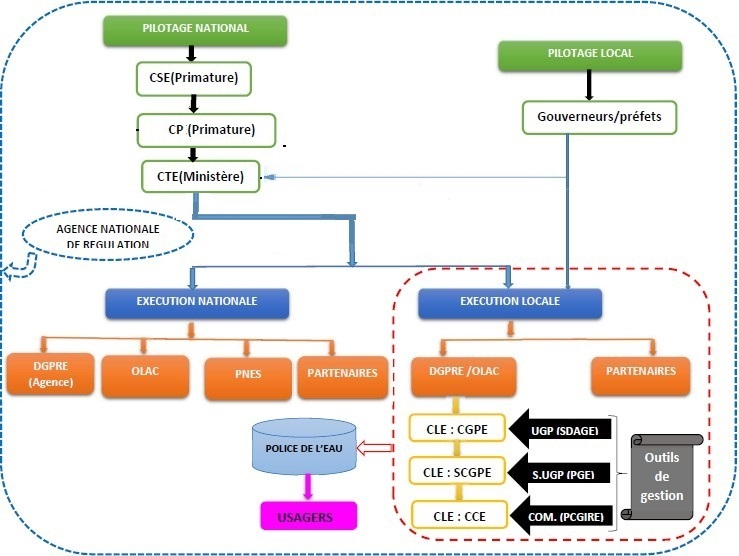 PILOTAGE NATIONAL
PILOTAGE LOCAL
CSE(Primature)
CP (Primature)
Gouverneurs/préfets
CTE(Ministère)
AGENCE NATIONALE
DE REGULATION
EXECUTION NATIONALE
EXECUTION LOCALE
DGPRE
(Agence)
OLAC
PNES
PARTENAIRES
DGPRE /OLAC
PARTENAIRES
CLE : CGPE
UGP (SDAGE)
POLICE DE L'EAU
CLE : SCGPE
S.UGP (PGE)
Outils
de
gestion
USAGERS
CLE : CCE
COM. (PCGIRE)